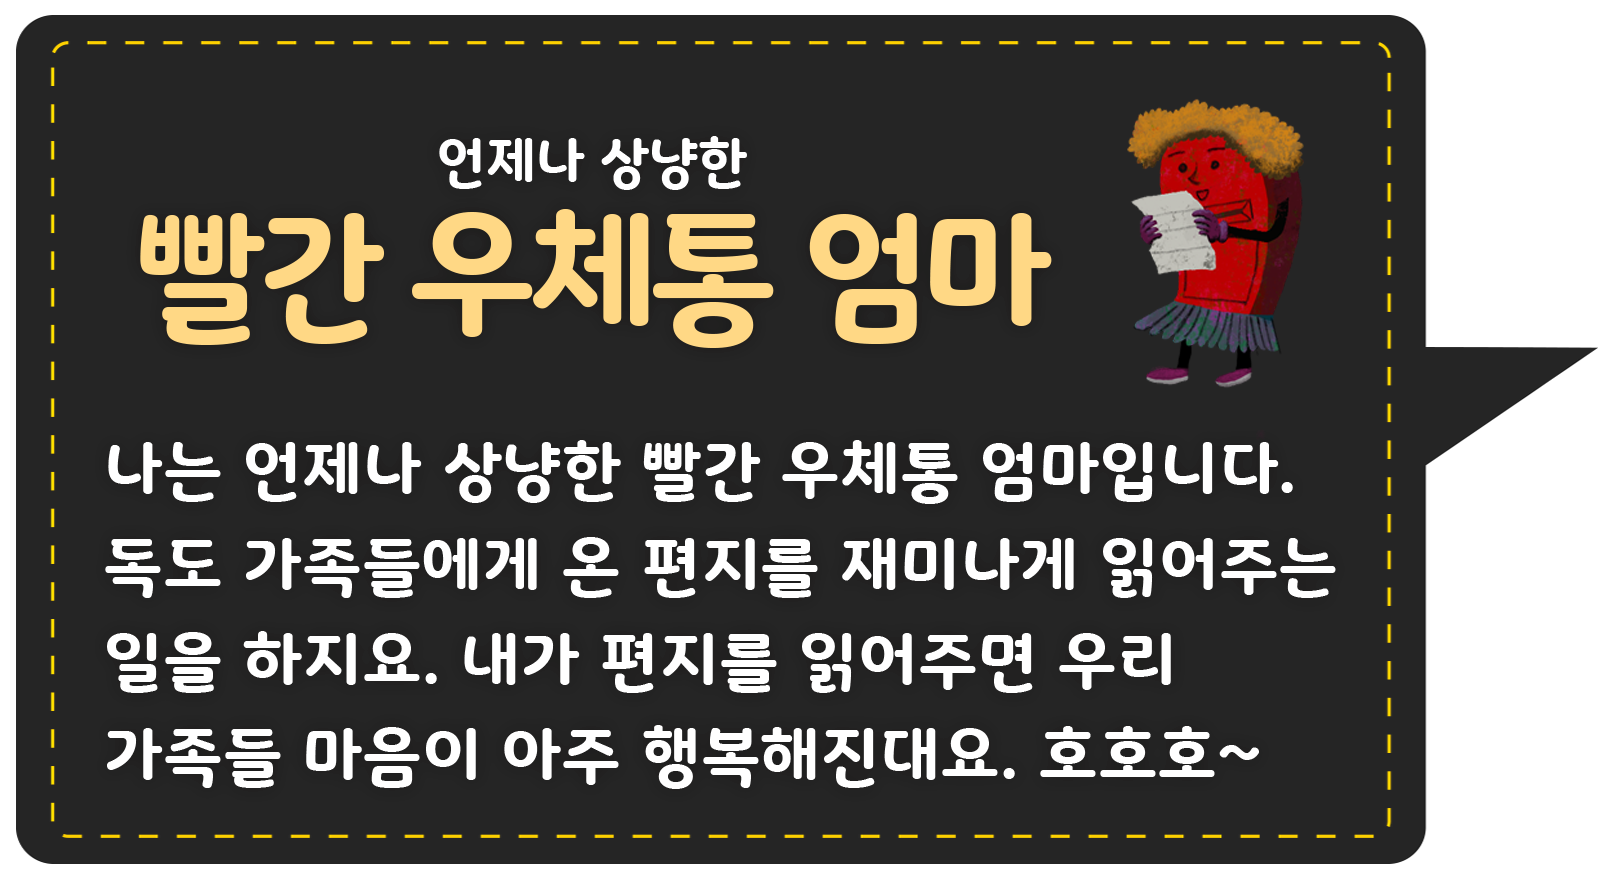 언제나 상냥한
빨간 우체통 엄마
나는 언제나 상냥한 빨간 우체통 엄마입니다.
독도 가족들에게 온 편지를 재미나게 읽어주는
일을 하지요. 내가 편지를 읽어주면 우리
가족들 마음이 아주 행복해진대요. 호호호~